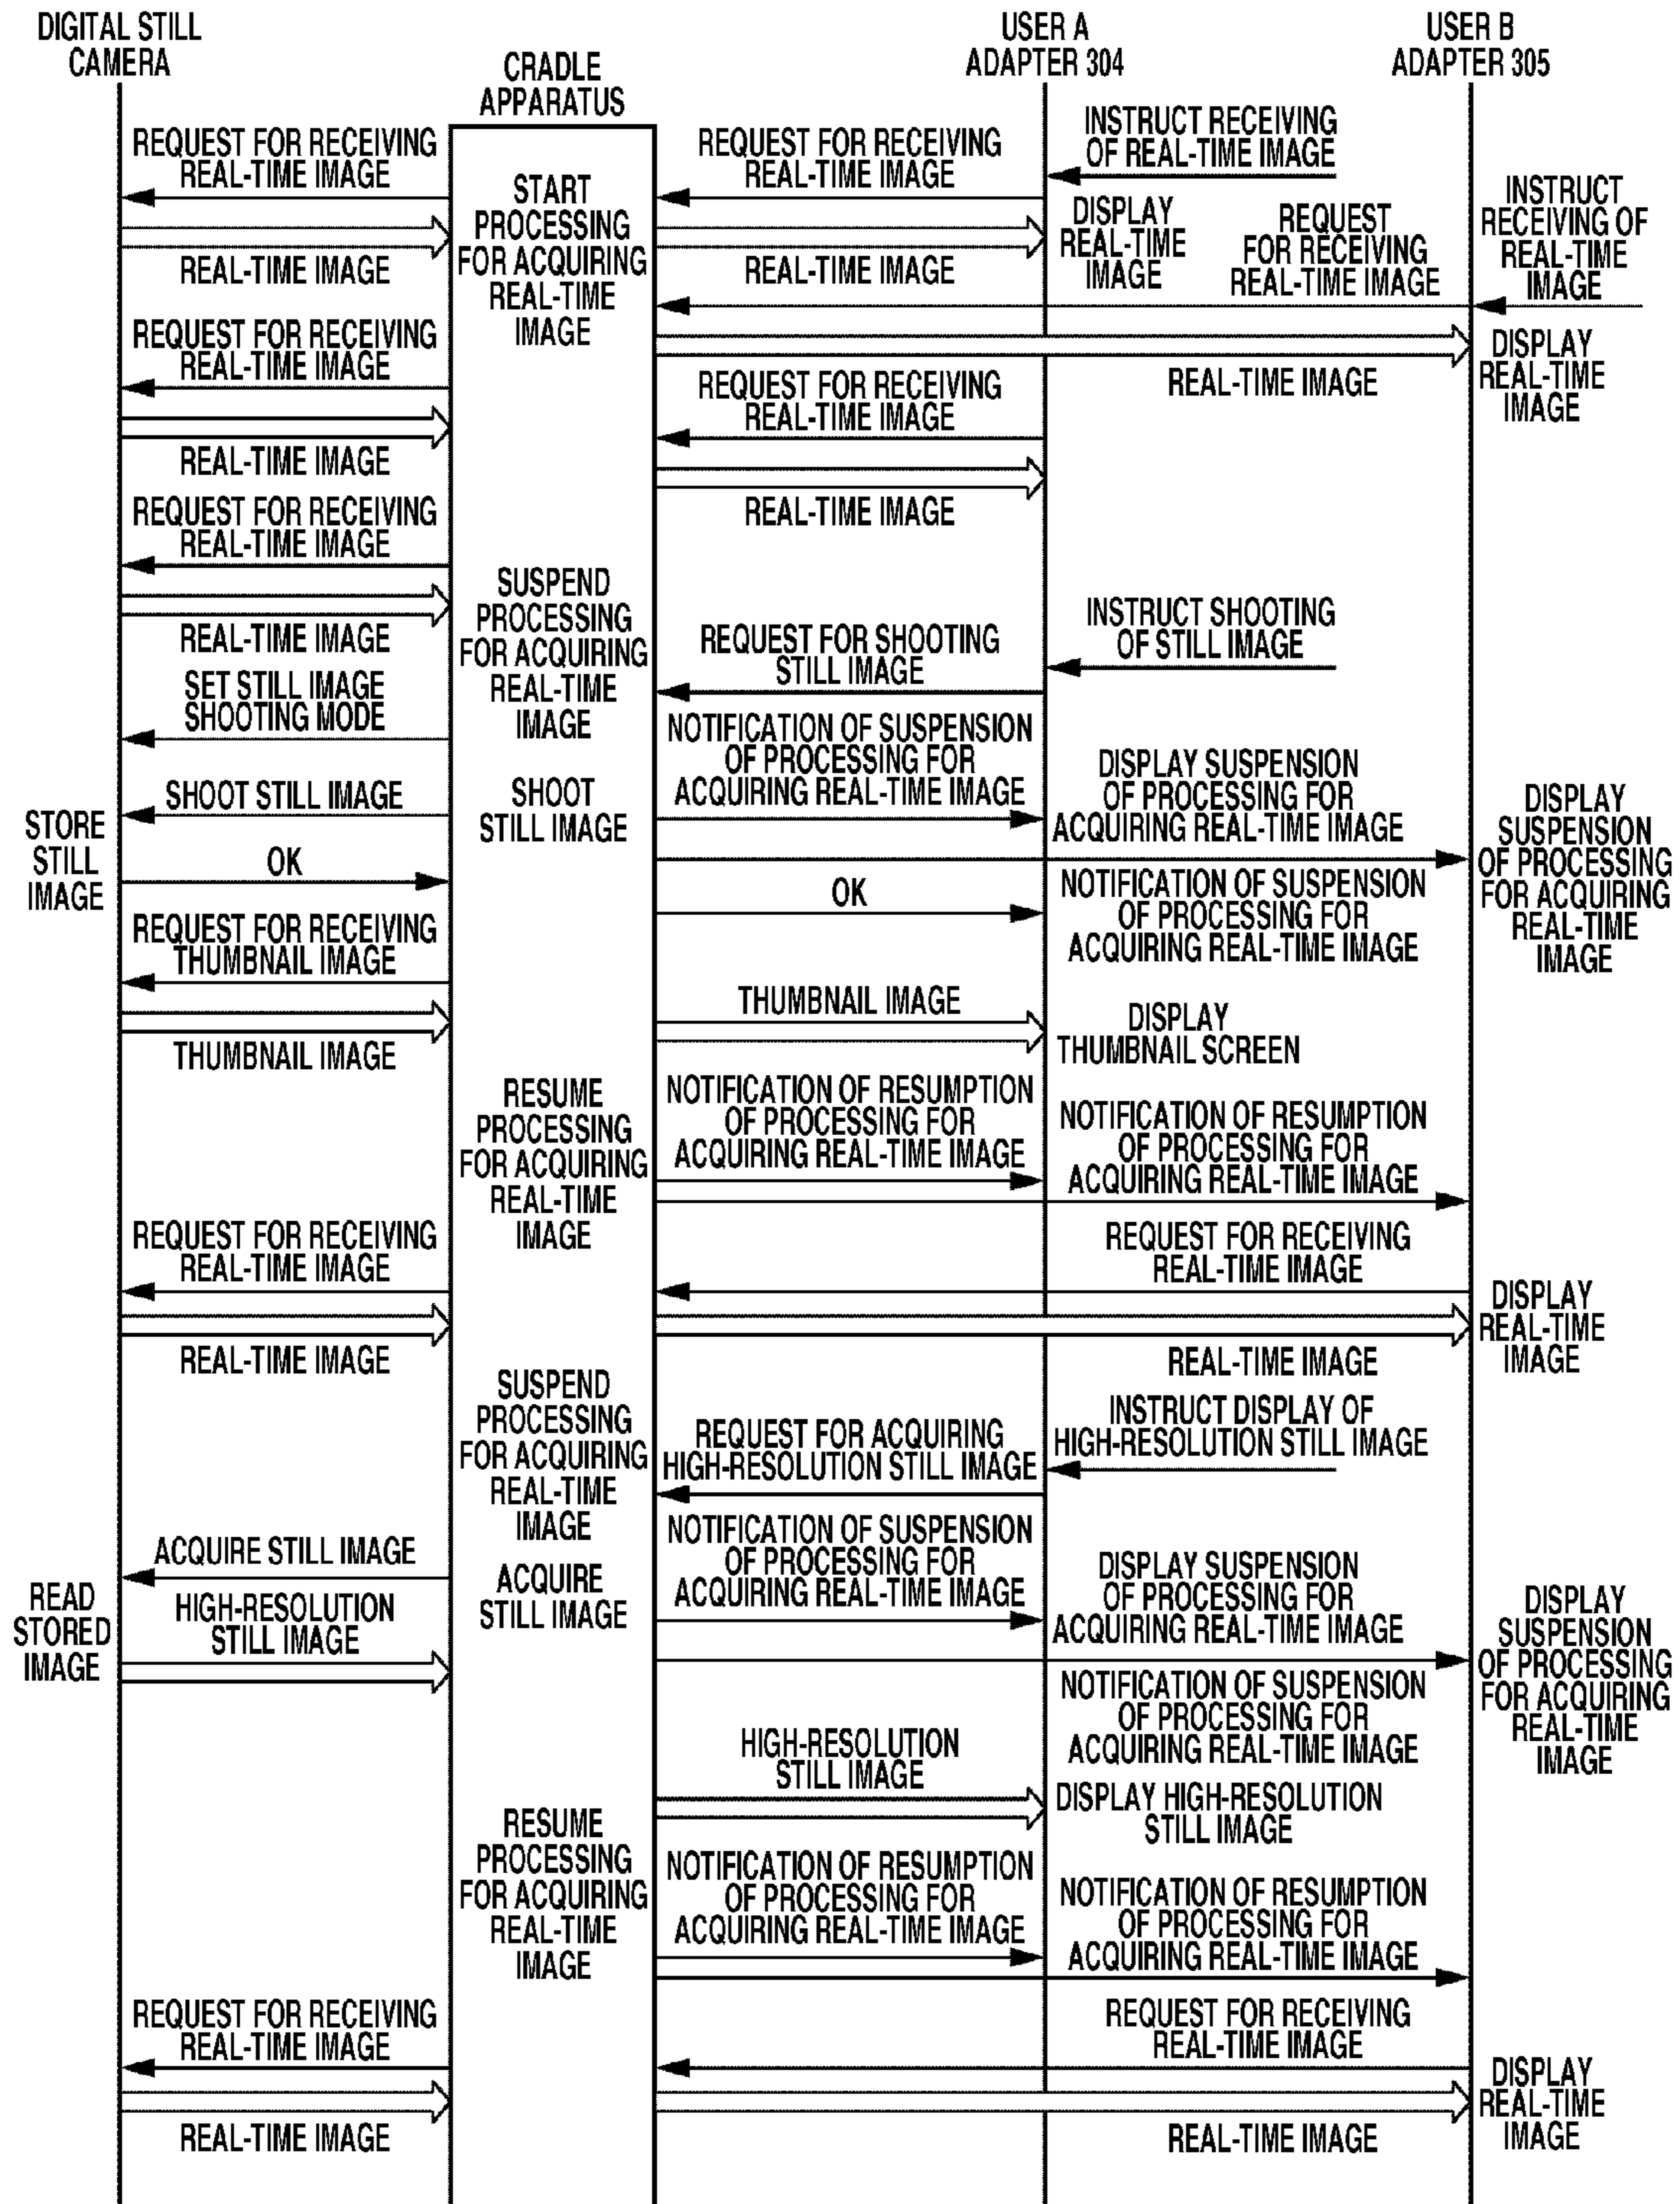 DIGITAL STILL
CAMERA
CRADLE
APPARATUS
USER A
ADAPTER 304
USER B
ADAPTER 305
REQUEST FOR RECEIVING
REAL-TIME IMAGE
START
PROCESSING
FOR ACQUIRING
REAL-TIME
IMAGE
REQUEST FOR RECEIVING
REAL-TIME IMAGE
INSTRUCT RECEIVING
OF REAL-TIME IMAGE
REAL-TIME IMAGE
REAL-TIME IMAGE
DISPLAY
REAL-TIME
IMAGE
REQUEST
FOR RECEIVING
REAL-TIME IMAGE
INSTRUCT
RECEIVING OF
REAL-TIME
IMAGE
REQUEST FOR RECEIVING
REAL-TIME IMAGE
REAL-TIME IMAGE
DISPLAY
REAL-TIME
IMAGE
REAL-TIME IMAGE
REQUEST FOR RECEIVING
REAL-TIME IMAGE
REAL-TIME IMAGE
REQUEST FOR RECEIVING
REAL-TIME IMAGE
REAL-TIME IMAGE
SUSPEND
PROCESSING
FOR ACQUIRING
REAL-TIME
IMAGE
REQUEST FOR SHOOTING
STILL IMAGE
INSTRUCT SHOOTING
OF STILL IMAGE
SET STILL IMAGE
SHOOTING MODE
NOTIFICATION OF SUSPENSION
OF PROCESSING FOR
ACQUIRING REAL-TIME IMAGE
DISPLAY SUSPENSION
OF PROCESSING FOR
ACQUIRING REAL-TIME IMAGE
SHOOT STILL IMAGE
SHOOT
STILL IMAGE
STORE
STILL
IMAGE
OK
OK
NOTIFICATION OF SUSPENSION
OF PROCESSING FOR
ACQUIRING REAL-TIME IMAGE
DISPLAY
SUSPENSION
OF PROCESSING
FOR ACQUIRING
REAL-TIME
IMAGE
REQUEST FOR RECEIVING
THUMBNAIL IMAGE
THUMBNAIL IMAGE
THUMBNAIL IMAGE
DISPLAY
THUMBNAIL SCREEN
RESUME
PROCESSING
FOR ACQUIRING
REAL-TIME
IMAGE
NOTIFICATION OF RESUMPTION
OF PROCESSING FOR
ACQUIRING REAL-TIME IMAGE
NOTIFICATION OF RESUMPTION
OF PROCESSING FOR
ACQUIRING REAL-TIME IMAGE
REQUEST FOR RECEIVING
REAL-TIME IMAGE
REQUEST FOR RECEIVING
REAL-TIME IMAGE
REAL-TIME IMAGE
REAL-TIME IMAGE
DISPLAY
REAL-TIME
IMAGE
SUSPEND
PROCESSING
FOR ACQUIRING
REAL-TIME
IMAGE
REQUEST FOR ACQUIRING
HIGH-RESOLUTION STILL IMAGE
INSTRUCT DISPLAY OF
HIGH-RESOLUTION STILL IMAGE
ACQUIRE STILL IMAGE
ACQUIRE
STILL IMAGE
NOTIFICATION OF SUSPENSION
OF PROCESSING FOR
ACQUIRING REAL-TIME IMAGE
DISPLAY SUSPENSION
OF PROCESSING FOR
ACQUIRING REAL-TIME IMAGE
READ
STORED
IMAGE
HIGH-RESOLUTION
STILL IMAGE
NOTIFICATION OF SUSPENSION
OF PROCESSING FOR
ACQUIRING REAL-TIME IMAGE
DISPLAY
SUSPENSION
OF PROCESSING
FOR ACQUIRING
REAL-TIME
IMAGE
HIGH-RESOLUTION
STILL IMAGE
DISPLAY HIGH-RESOLUTION
STILL IMAGE
RESUME
PROCESSING
FOR ACQUIRING
REAL-TIME
IMAGE
NOTIFICATION OF RESUMPTION
OF PROCESSING FOR
ACQUIRING REAL-TIME IMAGE
NOTIFICATION OF RESUMPTION
OF PROCESSING FOR
ACQUIRING REAL-TIME IMAGE
REQUEST FOR RECEIVING
REAL-TIME IMAGE
REQUEST FOR RECEIVING
REAL-TIME IMAGE
REAL-TIME IMAGE
REAL-TIME IMAGE
DISPLAY
REAL-TIME
IMAGE